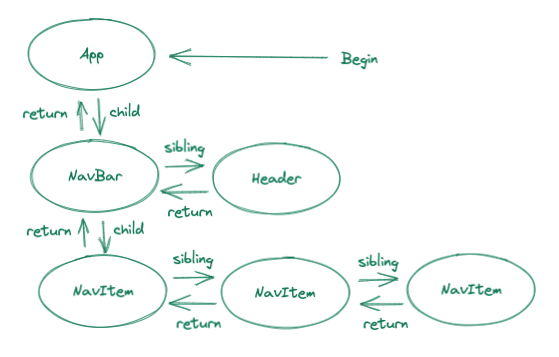 App
Begin
return
child
sibling
NavBar
Header
return
return
child
sibling
sibling
NavItem
NavItem
NavItem
return
return